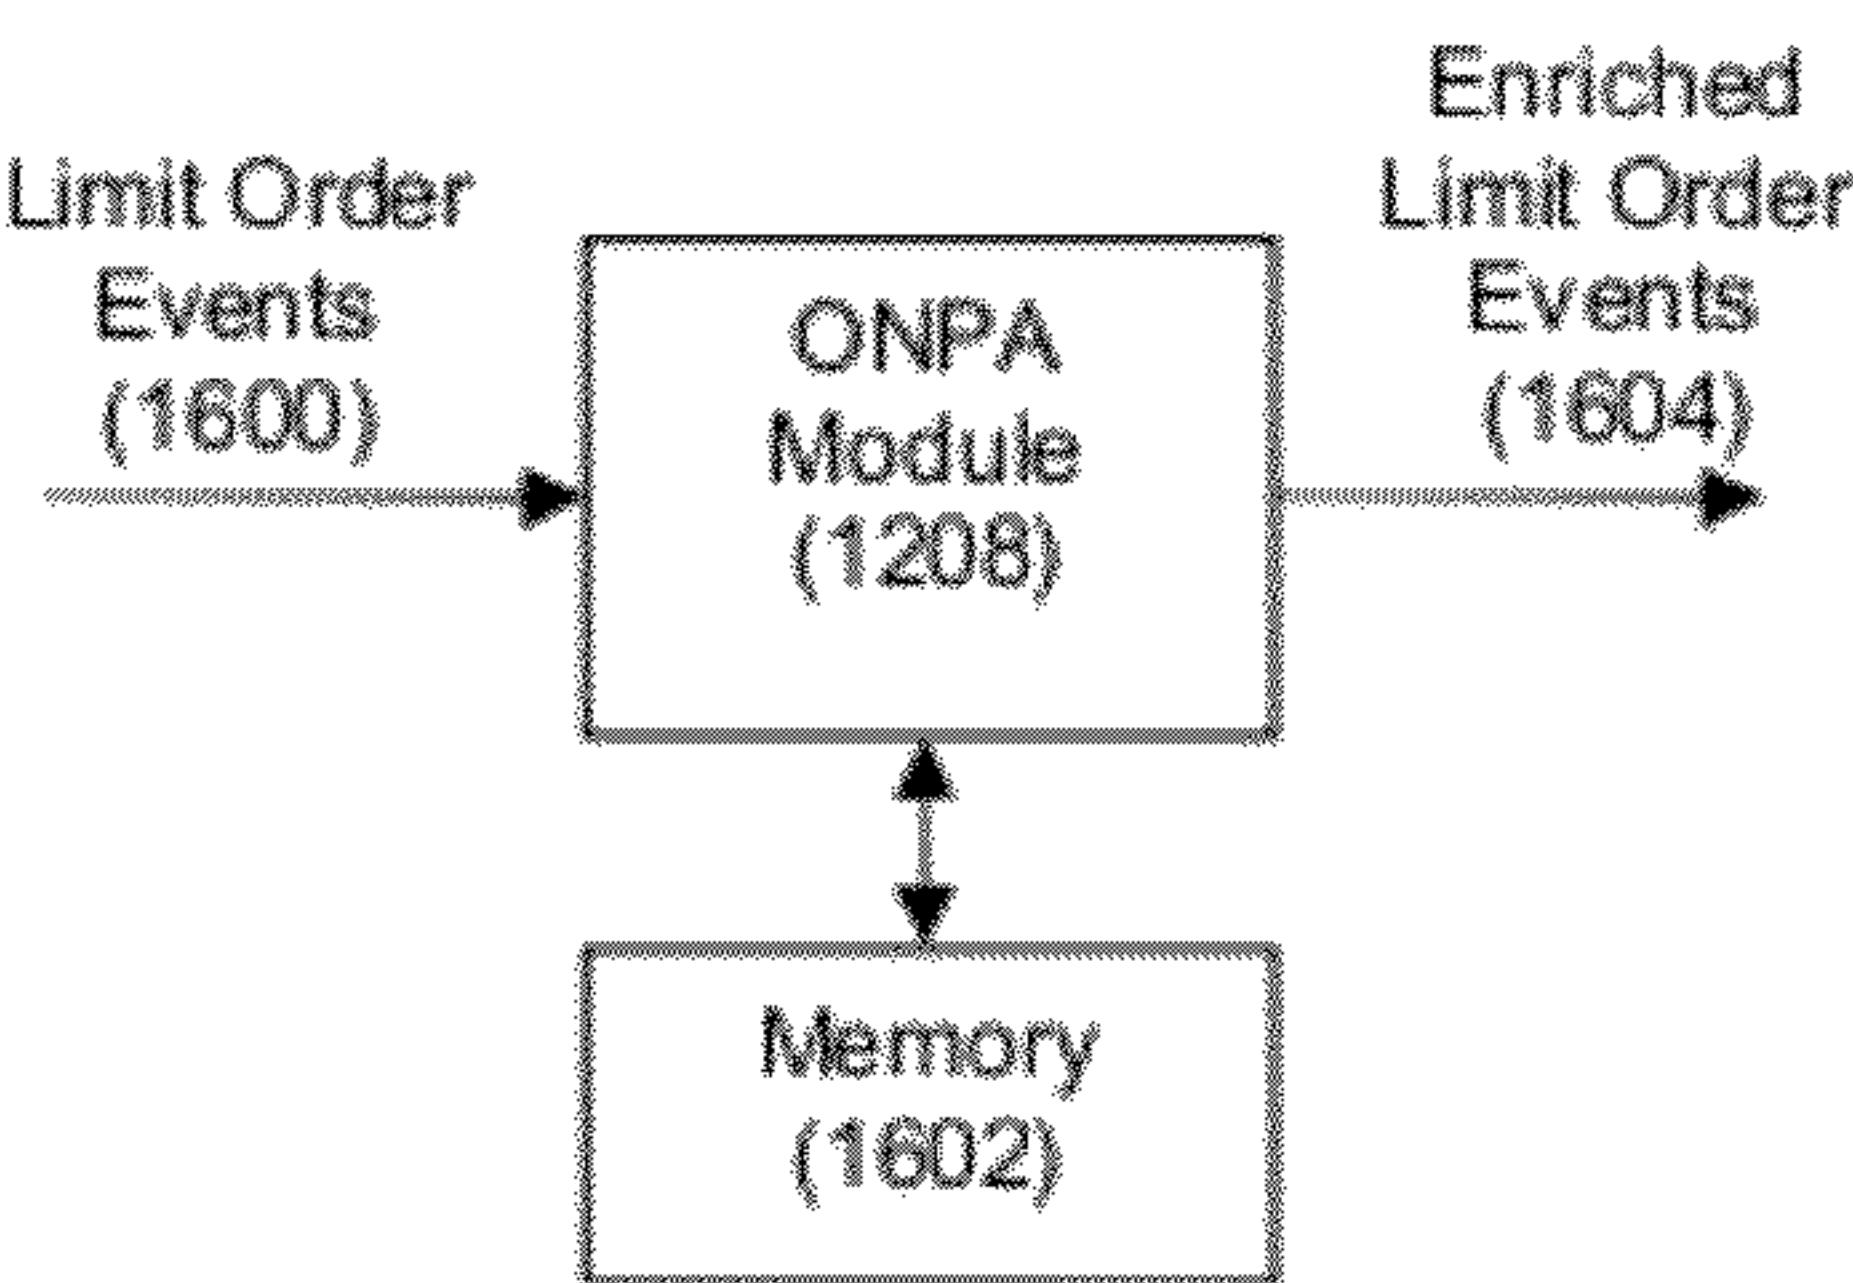 Limit Order
Events
(1600)
ONPA
Module
(1208)
Enriched
Limit Order
Events
(1604)
Memory
(1602)